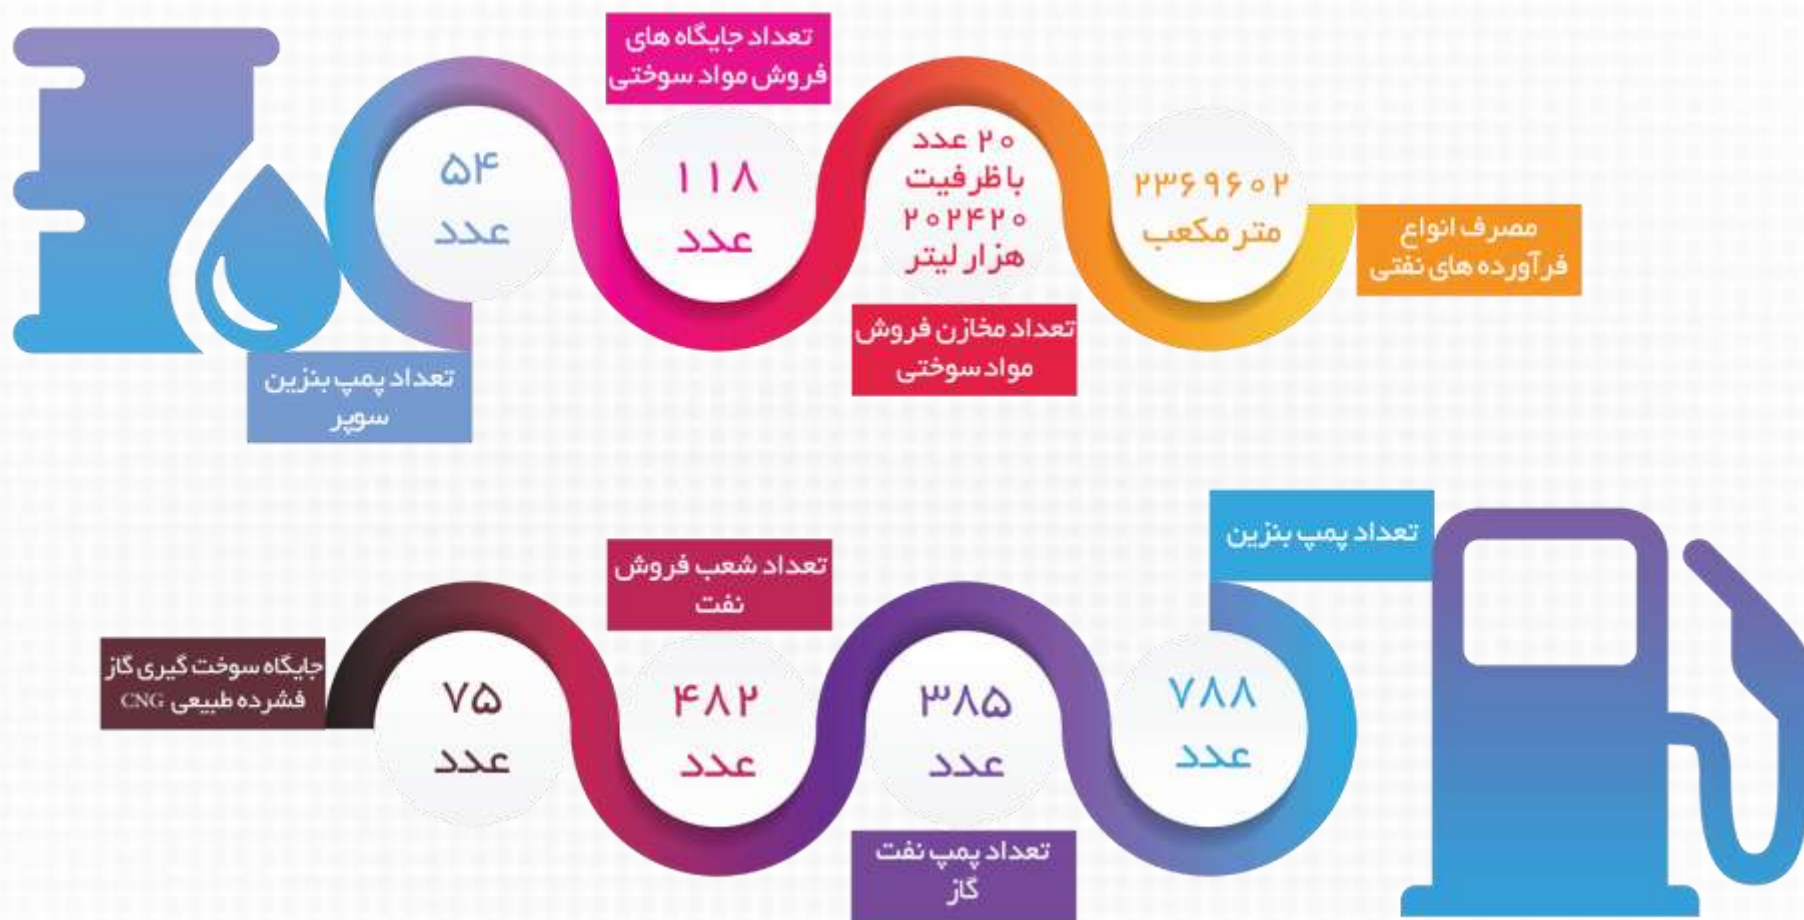 مصرف انواع
فرآورده های نفتی
۲۳۶۹۶۰۲
متر مکعب
۲۰ عدد
باظرفیت
۲۰۲۴۲۰
هزار لیتر
تعداد مخازن فروش
مواد سوختی
تعداد جایگاه های
فروش مواد سوختی
۱۱۸
عدد
۵۴
عدد
تعداد پمپ بنزین
سوپر
تعداد پمپ بنزین
۷۸۸
عدد
۳۸۵
عدد
تعداد پمپ نفت
گاز
تعداد شعب فروش
نفت
۴۸۲
عدد
۷۵
عدد
جایگاه سوخت گیری گاز
فشرده طبیعی CNG